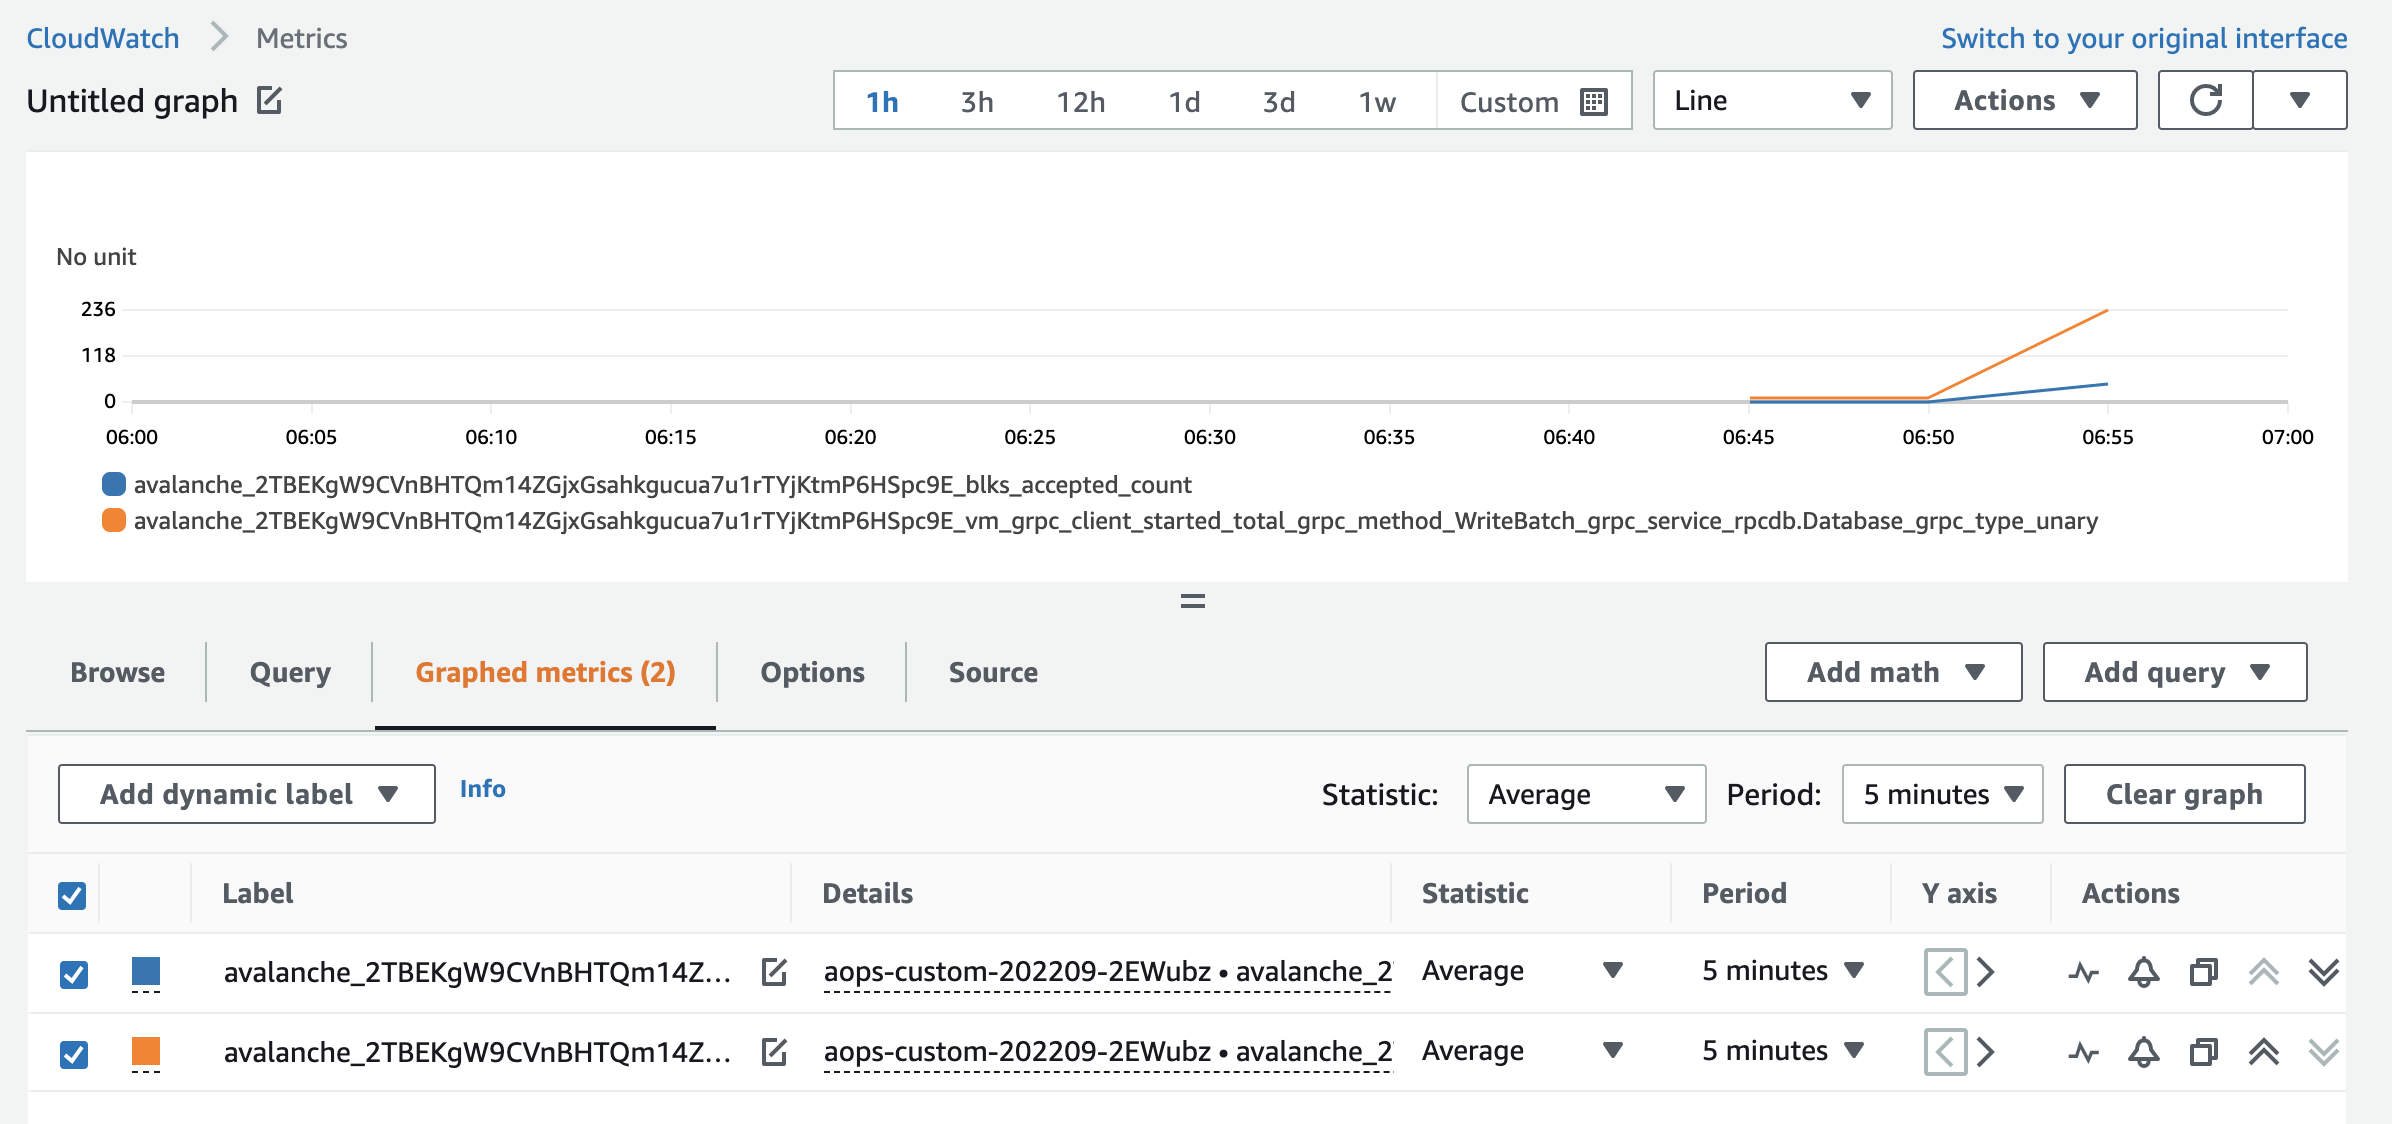 CloudWatch Metrics Switch to your original interface
Untitled graph 1h 3h 12h 1d 3d 1w Custom Line Actions
No unit
236
118
0
06:00 06:05 06:10 06:15 06:20 06:25 06:30 06:35 06:40 06:45 06:50 06:55 07:00
avalanche_2TBEKgW9CVnBHTQm14ZGjxGsahkgucua7u1rTYjKtmP6HSpc9E_blks_accepted_count
avalanche_2TBEKgW9CVnBHTQm14ZGjxGsahkgucua7u1rTYjKtmP6HSpc9E_vm_grpc_client_started_total_grpc_method_WriteBatch_grpc_service_rpcdb.Database_grpc_type_unary
Browse Query Graphed metrics (2) Options Source Add math Add query
Add dynamic label Info Statistic: Average Period: 5 minutes Clear graph
Label Details Statistic Period Y axis Actions
avalanche_2TBEKgW9CVnBHTQm14Z... aops-custom-202209-2EWubz • avalanche_2 Average 5 minutes
avalanche_2TBEKgW9CVnBHTQm14Z... aops-custom-202209-2EWubz • avalanche_2 Average 5 minutes